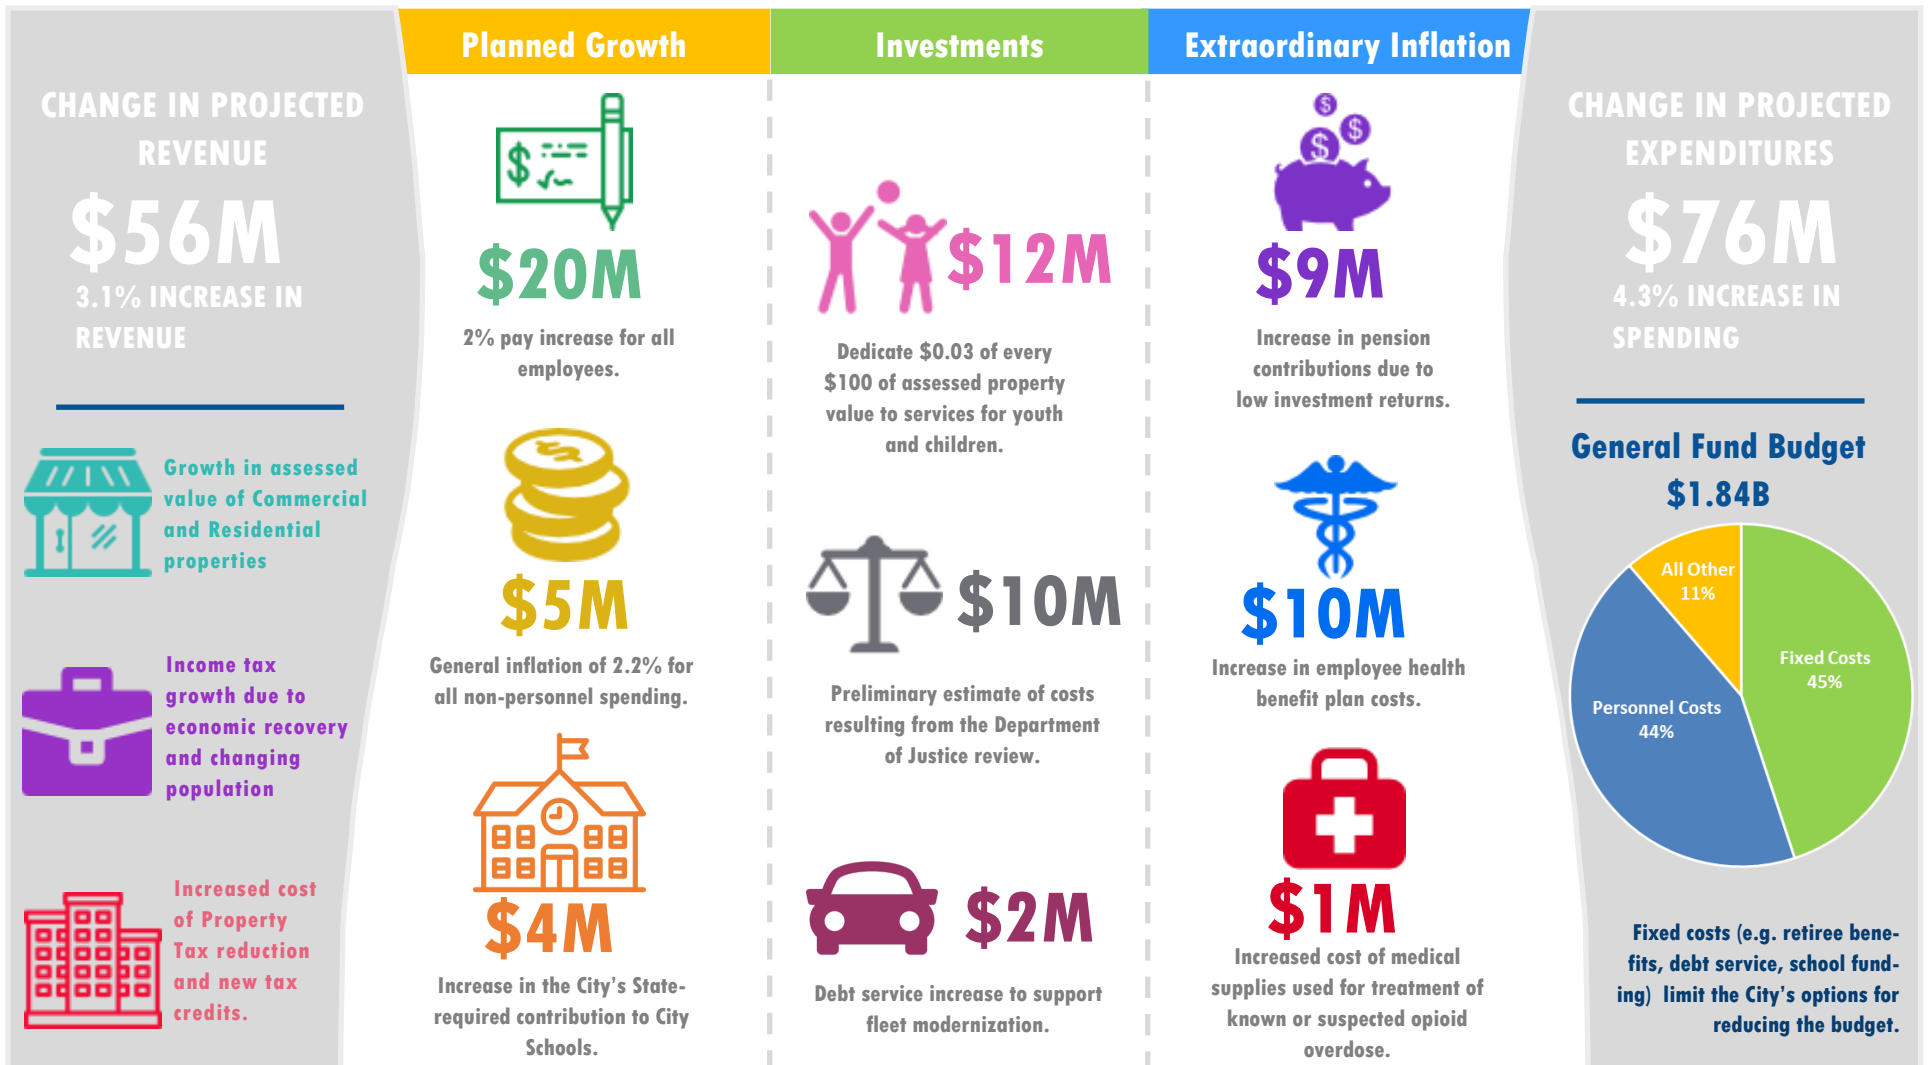 CHANGE IN PROJECTED
REVENUE
$56M
3.1% INCREASE IN
REVENUE
Growth in assessed
value of Commercial
and Residential
properties
Income tax
growth due to
economic recovery
and changing
population
Increased cost
of Property
Tax reduction
and new tax
credits.
Planned Growth
$
$20M
2% pay increase for all
employees.
$
$5M
General inflation of 2.2% for
all non-personnel spending.
$4M
Increase in the City's State-
required contribution to City
Schools.
Investments
$12M
Dedicate $0.03 of every
$100 of assessed property
value to services for youth
and children.
$10M
Preliminary estimate of costs
resulting from the Department
of Justice review.
$2M
Debt service increase to support
fleet modernization.
Extraordinary Inflation
$
$
$
$9M
Increase in pension
contributions due to
low investment returns.
$10M
Increase in employee health
benefit plan costs.
$1M
Increased cost of medical
supplies used for treatment of
known or suspected opioid
overdose.
CHANGE IN PROJECTED
EXPENDITURES
$76M
4.3% INCREASE IN
SPENDING
General Fund Budget
$1.84B
All Other
11%
Fixed Costs
45%
Personnel Costs
44%
Fixed costs (e.g. retiree bene-
fits, debt service, school fund-
ing)  limit the City's options for
reducing the budget.